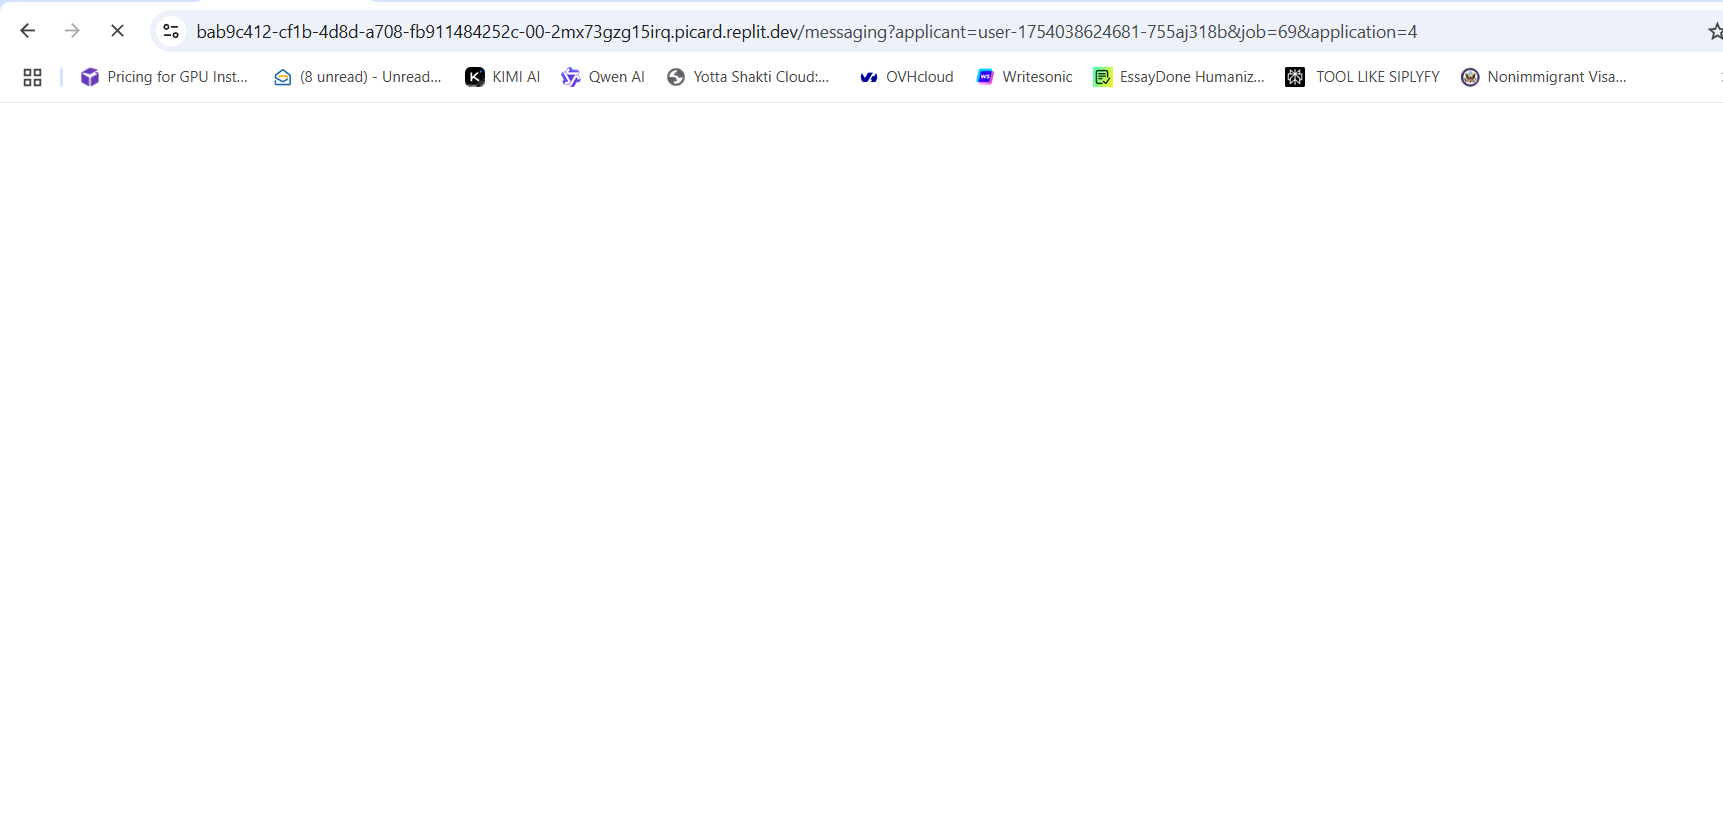 bab9c412-cf1b-4d8d-a708-fb911484252c-00-2mx73gzg15irq.picard.replit.dev/messaging?applicant=user-1754038624681-755aj318b&job=69&application=4
Pricing for GPU Inst... (8 unread) - Unread... K KIMI AI Qwen AI Yotta Shakti Cloud:... OVHcloud WS Writesonic EssayDone Humaniz... TOOL LIKE SIPLYFY Nonimmigrant Visa...